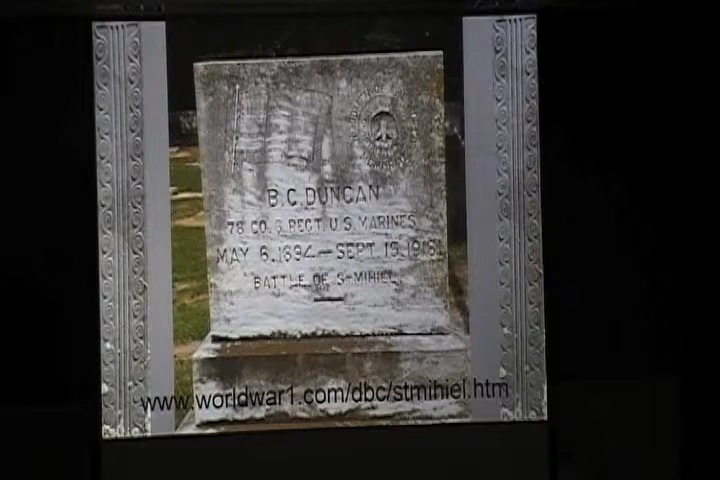 B.C. DUNCAN
78 CO. 6 REGT. U.S. MARINES
MAY 6, 1894 — SEPT 15, 1918
BATTLE OF ST MIHIEL
www.worldwar1.com/dbc/stmihiel.htm